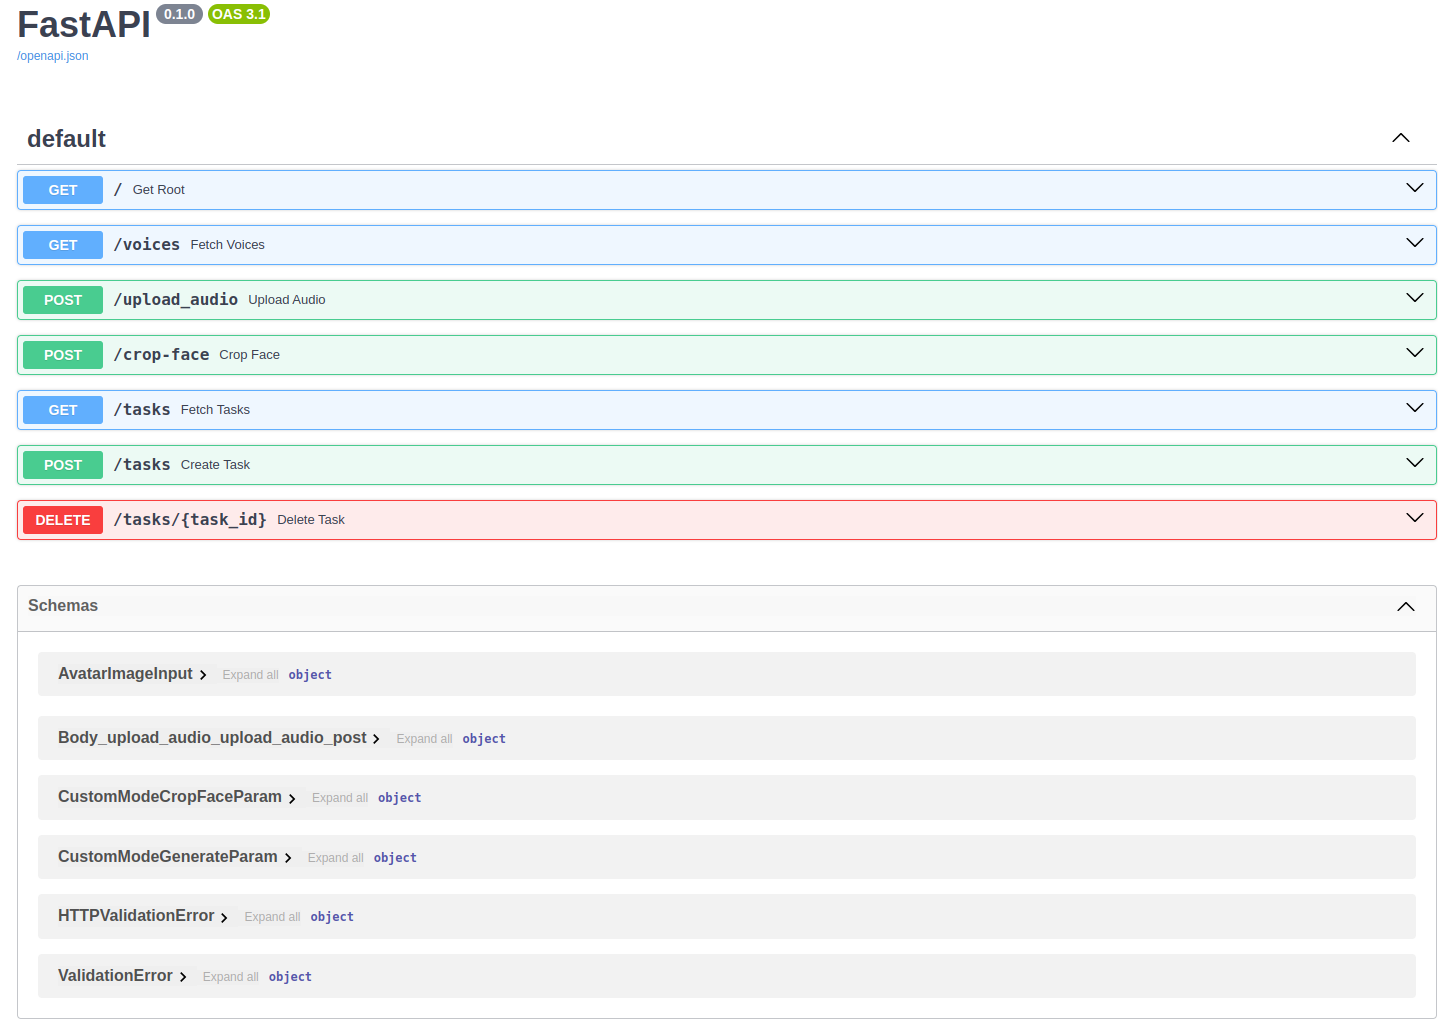 FastAPI 0.1.0 OAS 3.1
/openapi.json
default
GET / Get Root
GET /voices Fetch Voices
POST /upload_audio Upload Audio
POST /crop-face Crop Face
GET /tasks Fetch Tasks
POST /tasks Create Task
DELETE /tasks/{task_id} Delete Task
Schemas
AvatarImageInput Expand all object
Body_upload_audio_upload_audio_post Expand all object
CustomModeCropFaceParam Expand all object
CustomModeGenerateParam Expand all object
HTTPValidationError Expand all object
ValidationError Expand all object